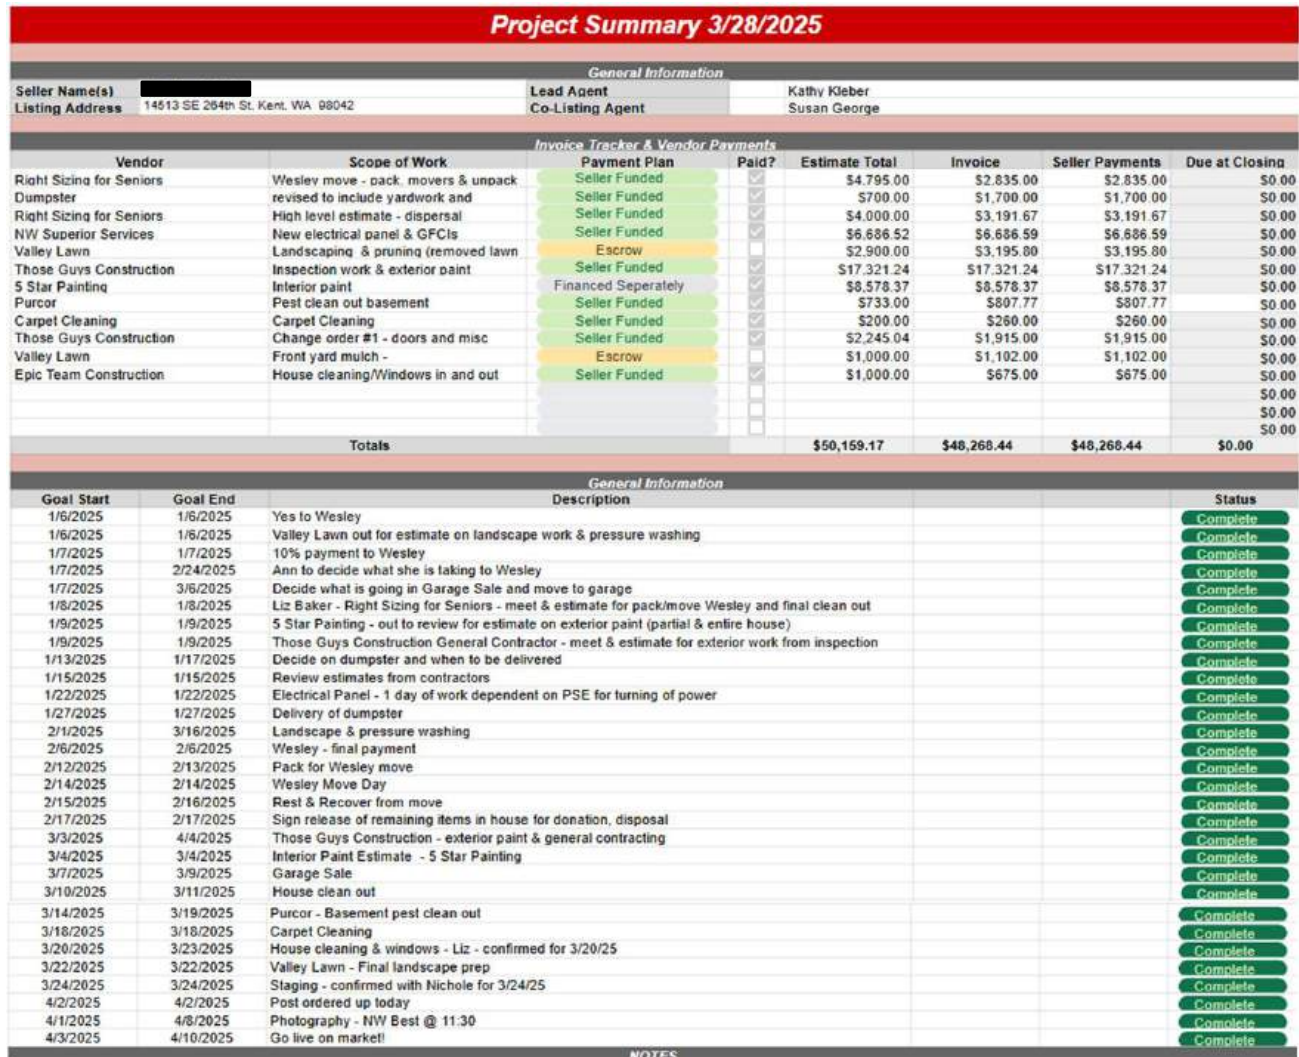 Project Summary 3/28/2025
General Information
Seller Name(s) Lead Agent Kathy Kleber
Listing Address 14513 SE 264th St, Kent, WA 98042 Co-Listing Agent Susan George
Invoice Tracker & Vendor Payments
Vendor Scope of Work Payment Plan Paid? Estimate Total Invoice Seller Payments Due at Closing
Right Sizing for Seniors Wesley move - pack, movers & unpack Seller Funded $4,795.00 $2,835.00 $2,835.00 $0.00
Dumpster revised to include yardwork and Seller Funded $700.00 $1,700.00 $1,700.00 $0.00
Right Sizing for Seniors High level estimate - dispersal Seller Funded $4,000.00 $3,191.67 $3,191.67 $0.00
NW Superior Services New electrical panel & GFCIs Seller Funded $6,686.52 $6,686.59 $6,686.59 $0.00
Valley Lawn Landscaping & pruning (removed lawn Escrow $2,900.00 $3,195.80 $3,195.80 $0.00
Those Guys Construction Inspection work & exterior paint Seller Funded $17,321.24 $17,321.24 $17,321.24 $0.00
5 Star Painting Interior paint Financed Seperately $8,578.37 $8,578.37 $8,578.37 $0.00
Purcor Pest clean out basement Seller Funded $733.00 $807.77 $807.77 $0.00
Carpet Cleaning Carpet Cleaning Seller Funded $200.00 $260.00 $260.00 $0.00
Those Guys Construction Change order #1 - doors and misc Seller Funded $2,245.04 $1,915.00 $1,915.00 $0.00
Valley Lawn Front yard mulch - Escrow $1,000.00 $1,102.00 $1,102.00 $0.00
Epic Team Construction House cleaning/Windows in and out Seller Funded $1,000.00 $675.00 $675.00 $0.00
$0.00
$0.00
$0.00
Totals $50,159.17 $48,268.44 $48,268.44 $0.00
General Information
Goal Start Goal End Description Status
1/6/2025 1/6/2025 Yes to Wesley Complete
1/6/2025 1/6/2025 Valley Lawn out for estimate on landscape work & pressure washing Complete
1/7/2025 1/7/2025 10% payment to Wesley Complete
1/7/2025 2/24/2025 Ann to decide what she is taking to Wesley Complete
1/7/2025 3/6/2025 Decide what is going in Garage Sale and move to garage Complete
1/8/2025 1/8/2025 Liz Baker - Right Sizing for Seniors - meet & estimate for pack/move Wesley and final clean out Complete
1/9/2025 1/9/2025 5 Star Painting - out to review for estimate on exterior paint (partial & entire house) Complete
1/9/2025 1/9/2025 Those Guys Construction General Contractor - meet & estimate for exterior work from inspection Complete
1/13/2025 1/17/2025 Decide on dumpster and when to be delivered Complete
1/15/2025 1/15/2025 Review estimates from contractors Complete
1/22/2025 1/22/2025 Electrical Panel - 1 day of work dependent on PSE for turning of power Complete
1/27/2025 1/27/2025 Delivery of dumpster Complete
2/1/2025 3/16/2025 Landscape & pressure washing Complete
2/6/2025 2/6/2025 Wesley - final payment Complete
2/12/2025 2/13/2025 Pack for Wesley move Complete
2/14/2025 2/14/2025 Wesley Move Day Complete
2/15/2025 2/16/2025 Rest & Recover from move Complete
2/17/2025 2/17/2025 Sign release of remaining items in house for donation, disposal Complete
3/3/2025 4/4/2025 Those Guys Construction - exterior paint & general contracting Complete
3/4/2025 3/4/2025 Interior Paint Estimate - 5 Star Painting Complete
3/7/2025 3/9/2025 Garage Sale Complete
3/10/2025 3/11/2025 House clean out Complete
3/14/2025 3/19/2025 Purcor - Basement pest clean out Complete
3/18/2025 3/18/2025 Carpet Cleaning Complete
3/20/2025 3/23/2025 House cleaning & windows - Liz - confirmed for 3/20/25 Complete
3/22/2025 3/22/2025 Valley Lawn - Final landscape prep Complete
3/24/2025 3/24/2025 Staging - confirmed with Nichole for 3/24/25 Complete
4/2/2025 4/2/2025 Post ordered up today Complete
4/1/2025 4/8/2025 Photography - NW Best @ 11:30 Complete
4/3/2025 4/10/2025 Go live on market! Complete
NOTES